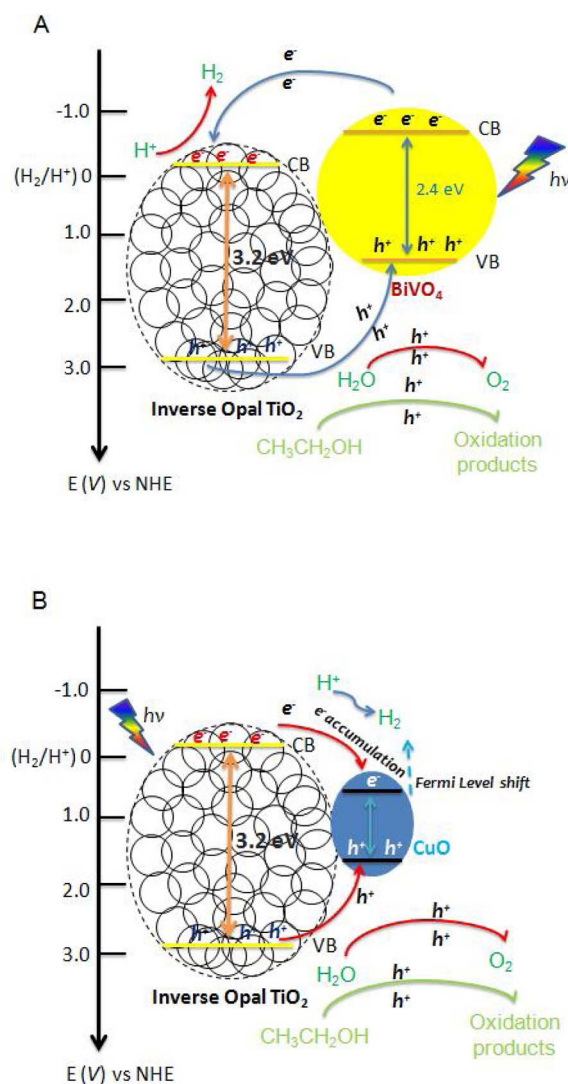 A
e⁻
e⁻
H₂
-1.0
e⁻ e⁻ e⁻
CB
H⁺
e⁻ e⁻ e⁻
CB
(H₂/H⁺) 0
2.4 eV
hν
1.0
3.2 eV
h⁺ h⁺ h⁺
VB
BiVO₄
2.0
h⁺
h⁺
h⁺ h⁺ h⁺
VB
3.0
h⁺
h⁺
H₂O
O₂
h⁺
h⁺
Inverse Opal TiO₂
CH₃CH₂OH
Oxidation
products
E (V) vs NHE
B
-1.0
hν
H⁺
H₂
e⁻
e⁻ accumulation
e⁻ e⁻ e⁻
CB
(H₂/H⁺) 0
Fermi Level shift
e⁻
1.0
3.2 eV
h⁺ h⁺
CuO
2.0
h⁺
h⁺ h⁺ h⁺
VB
3.0
h⁺
h⁺
H₂O
O₂
h⁺
h⁺
Inverse Opal TiO₂
CH₃CH₂OH
Oxidation
products
E (V) vs NHE